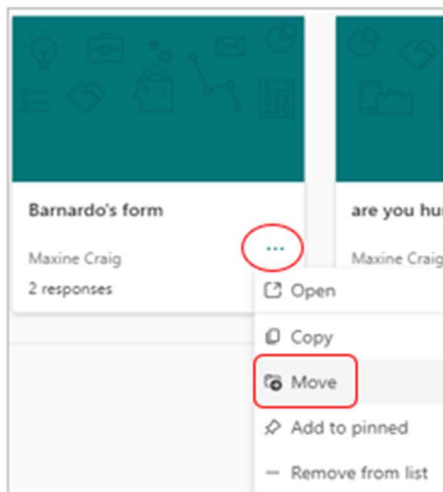 Barnardo's form
Maxine Craig
2 responses
...
are you hu
Maxine Craig
Open
Copy
Move
Add to pinned
Remove from list